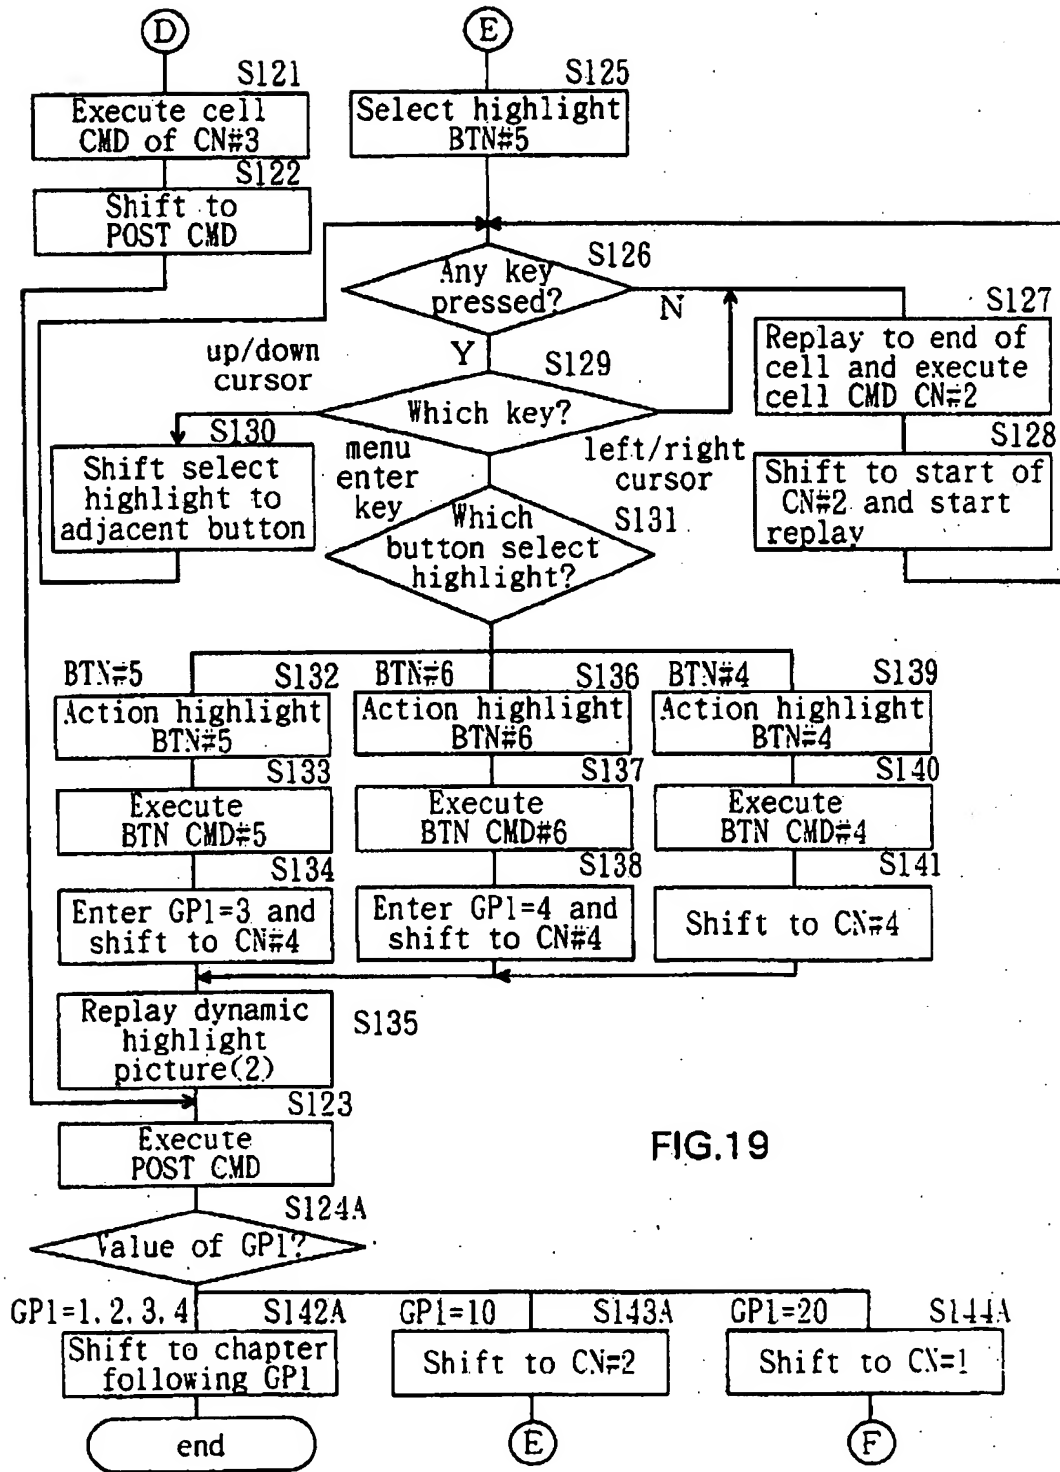 D
E
S121
Execute cell
CMD of CN#3
S122
Shift to
POST CMD
S125
Select highlight
BTN#5
S126
Any key
pressed?
N
Y
S127
Replay to end of
cell and execute
cell CMD CN#2
S128
Shift to start of
CN#2 and start
replay
up/down
cursor
S129
Which key?
S130
Shift select
highlight to
adjacent button
menu
enter
key
left/right
cursor
S131
Which
button select
highlight?
BTN#5
S132
Action highlight
BTN#5
S133
Execute
BTN CMD#5
S134
Enter GP1=3 and
shift to CN#4
BTN#6
S136
Action highlight
BTN#6
S137
Execute
BTN CMD#6
S138
Enter GP1=4 and
shift to CN#4
BTN#4
S139
Action highlight
BTN#4
S140
Execute
BTN CMD#4
S141
Shift to CN#4
Replay dynamic
highlight
picture(2)
S135
S123
Execute
POST CMD
FIG.19
S124A
Value of GP1?
GP1=1, 2, 3, 4
S142A
Shift to chapter
following GP1
end
GP1=10
S143A
Shift to CN=2
E
GP1=20
S144A
Shift to CN=1
F